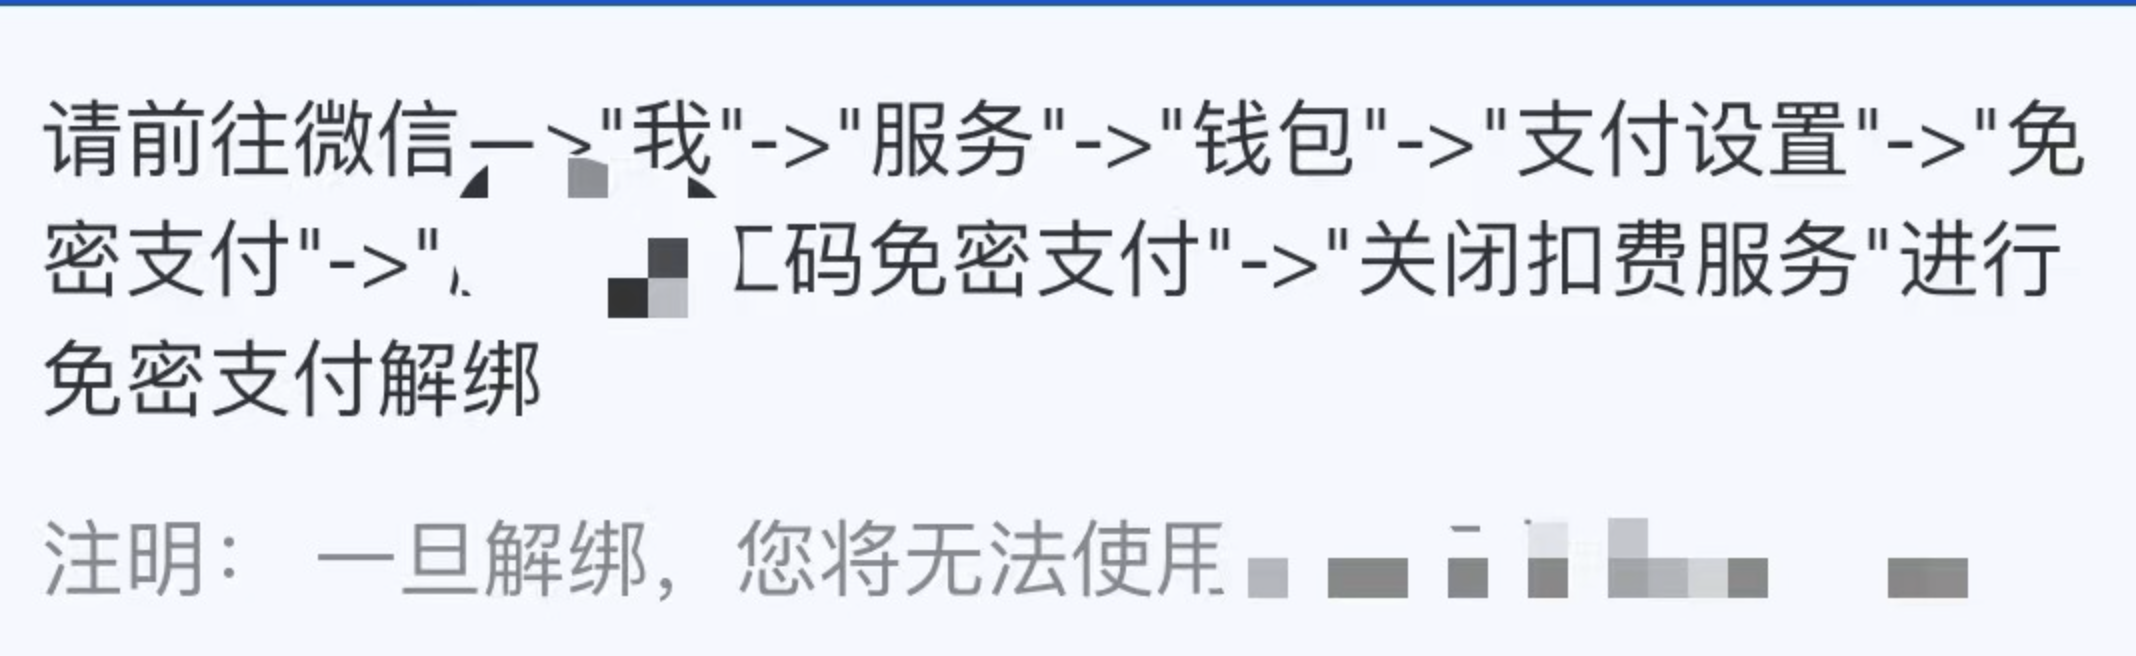 请前往微信—>"我"->"服务"->"钱包"->"支付设置"->"免
密支付"->" 码免密支付"->"关闭扣费服务"进行
免密支付解绑
注明： 一旦解绑，您将无法使用